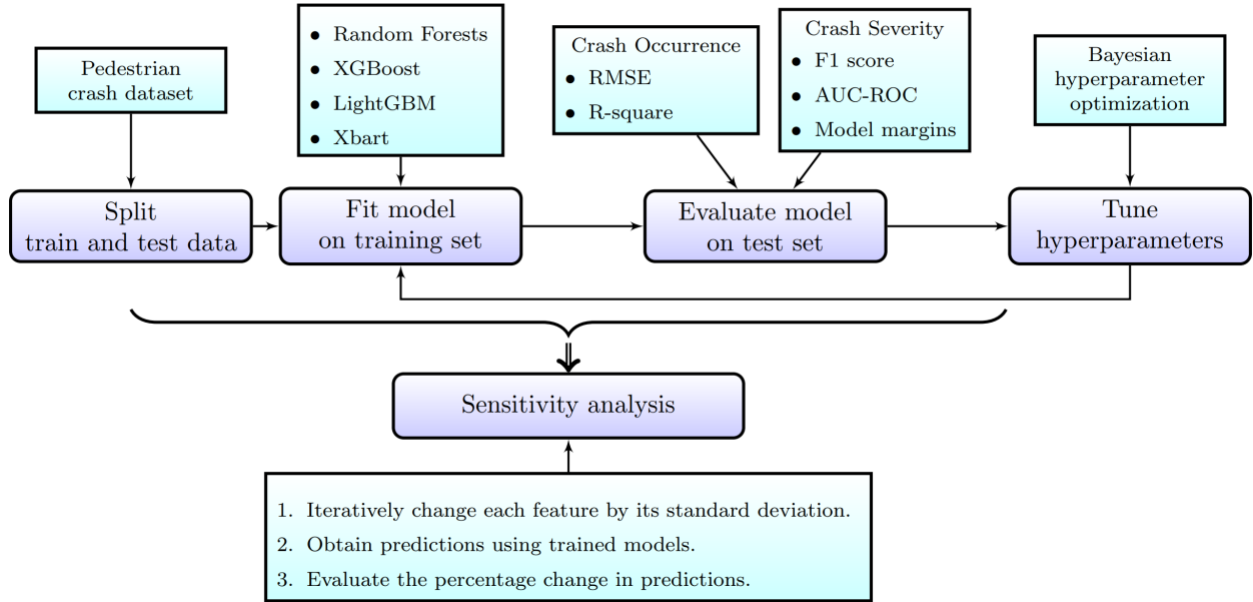 Pedestrian
crash dataset
• Random Forests
• XGBoost
• LightGBM
• Xbart
Crash Occurrence
• RMSE
• R-square
Crash Severity
• F1 score
• AUC-ROC
• Model margins
Bayesian
hyperparameter
optimization
Split
train and test data
Fit model
on training set
Evaluate model
on test set
Tune
hyperparameters
Sensitivity analysis
1. Iteratively change each feature by its standard deviation.
2. Obtain predictions using trained models.
3. Evaluate the percentage change in predictions.